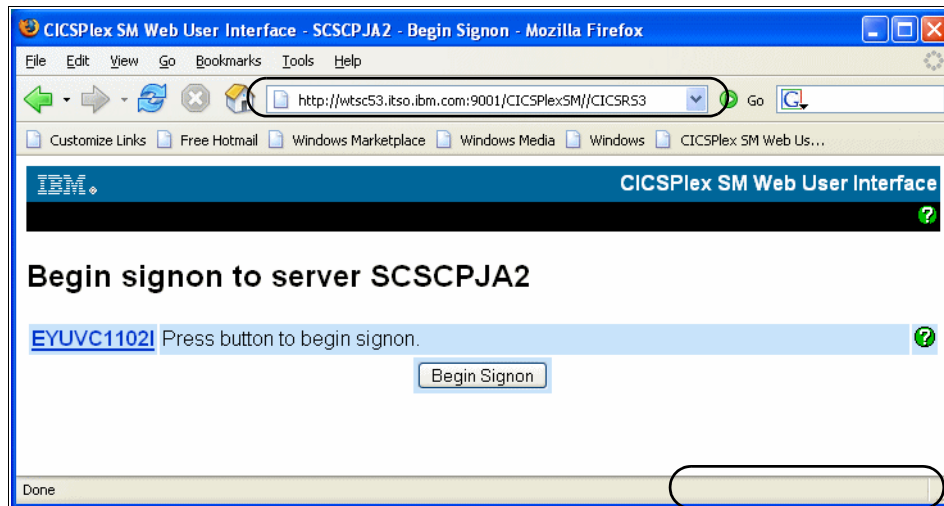 CICSPlex SM Web User Interface - SCSCPJA2 - Begin Signon - Mozilla Firefox
File Edit View Go Bookmarks Tools Help
http://wtsc53.itso.ibm.com:9001/CICSPlexSM//CICSRS3 Go G
Customize Links Free Hotmail Windows Marketplace Windows Media Windows CICSPlex SM Web Us...
IBM. CICSPlex SM Web User Interface
?
Begin signon to server SCSCPJA2
EYUVC1102I Press button to begin signon. ?
Begin Signon
Done